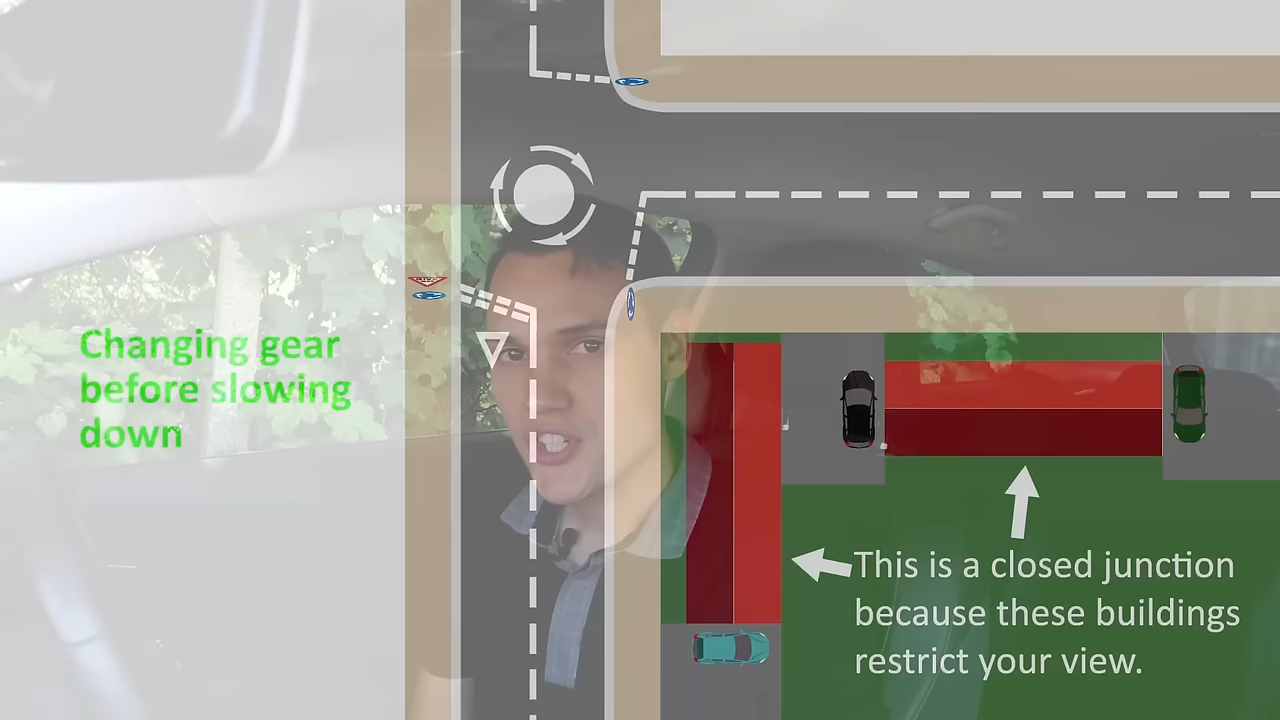 Changing gear
before slowing
down
This is a closed junction
because these buildings
restrict your view.